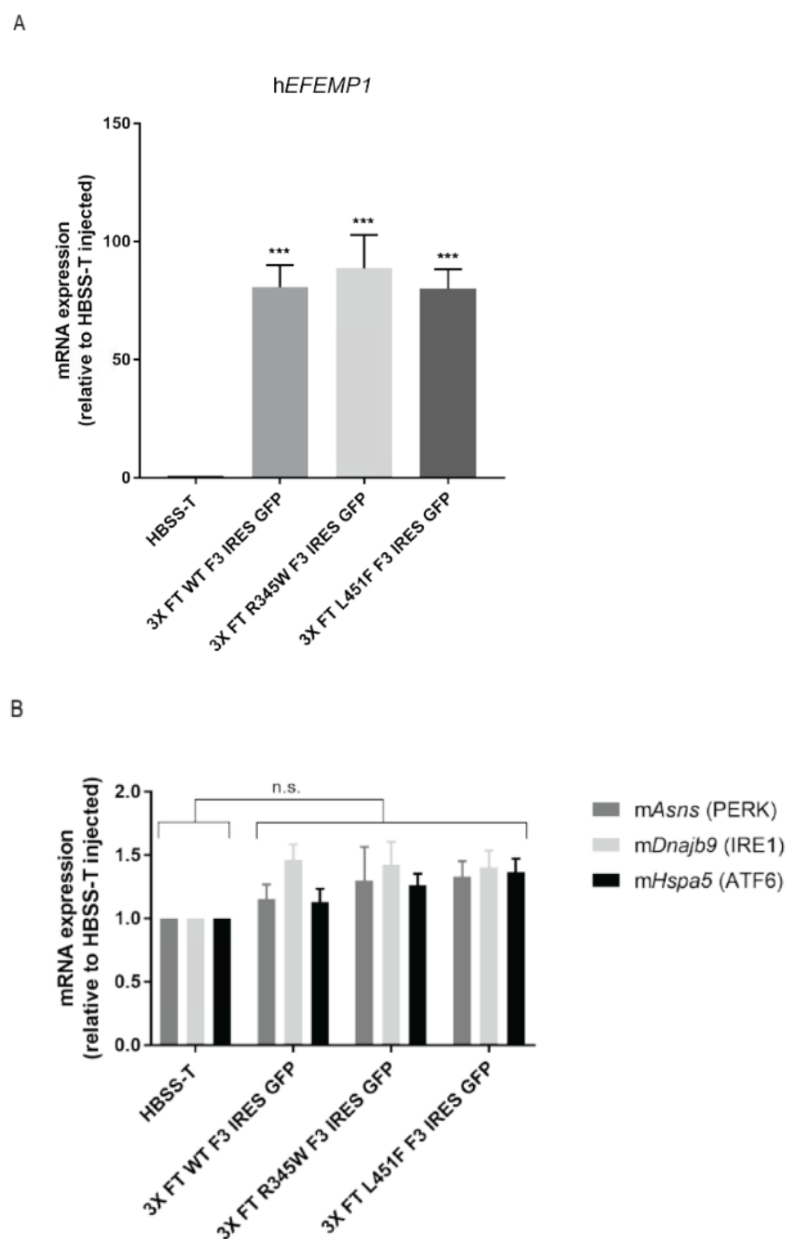 A
hEFEMP1
mRNA expression
(relative to HBSS-T injected)
150
100
50
0
***
***
***
HBSS-T
3X FT WT F3 IRES GFP
3X FT R345W F3 IRES GFP
3X FT L451F F3 IRES GFP
B
mRNA expression
(relative to HBSS-T injected)
2.0
1.5
1.0
0.5
0.0
n.s.
mAsns (PERK)
mDnajb9 (IRE1)
mHspa5 (ATF6)
HBSS-T
3X FT WT F3 IRES GFP
3X FT R345W F3 IRES GFP
3X FT L451F F3 IRES GFP